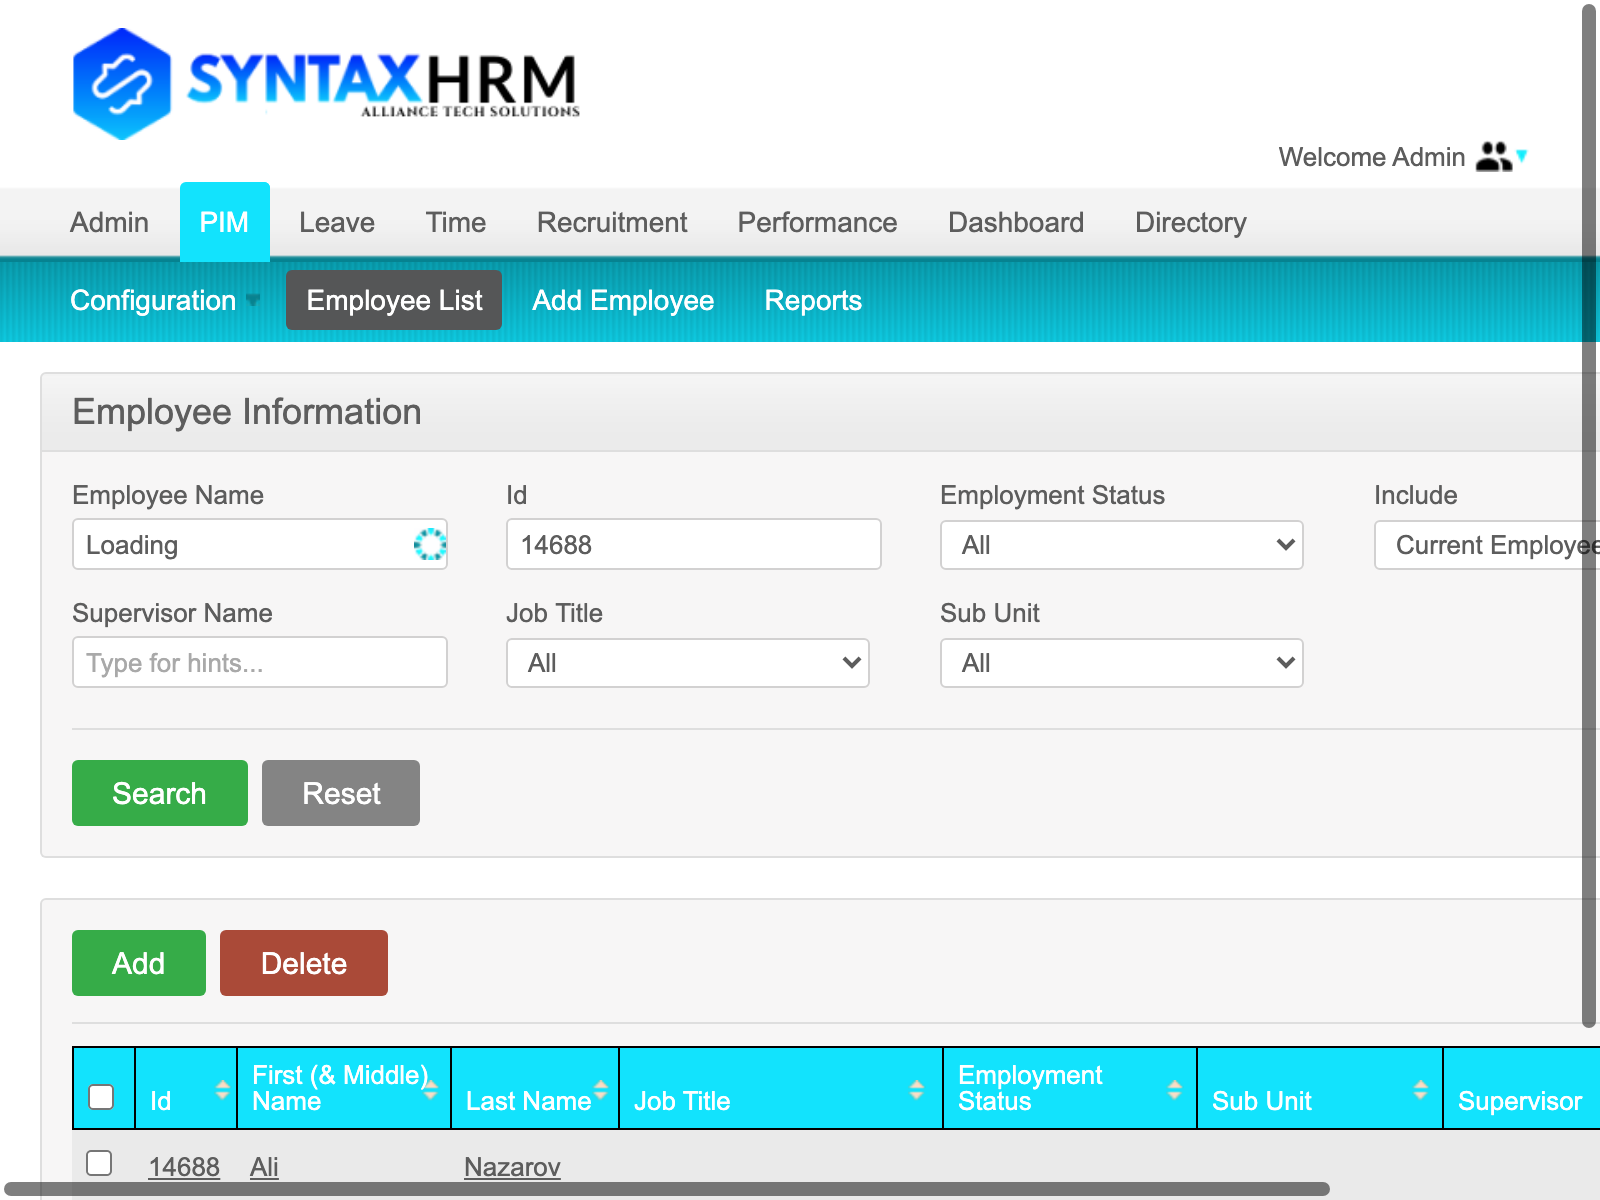 SYNTAXHRM
ALLIANCE TECH SOLUTIONS
Welcome Admin
Admin PIM Leave Time Recruitment Performance Dashboard Directory
Configuration Employee List Add Employee Reports
Employee Information
Employee Name Id Employment Status Include
Loading 14688 All Current Employee
Supervisor Name Job Title Sub Unit
Type for hints... All All
Search Reset
Add Delete
Id First (& Middle) Name Last Name Job Title Employment Status Sub Unit Supervisor
14688 Ali Nazarov